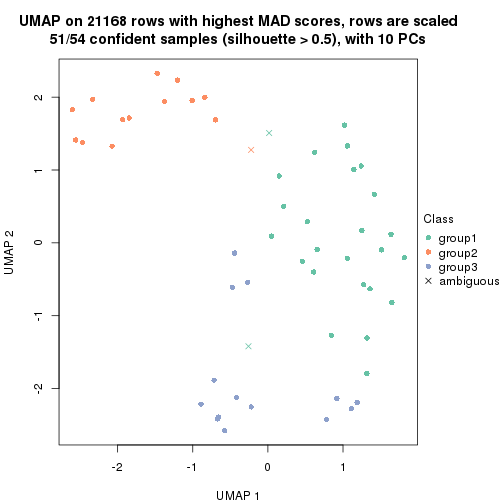 UMAP on 21168 rows with highest MAD scores, rows are scaled
51/54 confident samples (silhouette > 0.5), with 10 PCs
2
1
0
-1
-2
UMAP 2
-2
-1
0
1
UMAP 1
Class
group1
group2
group3
ambiguous